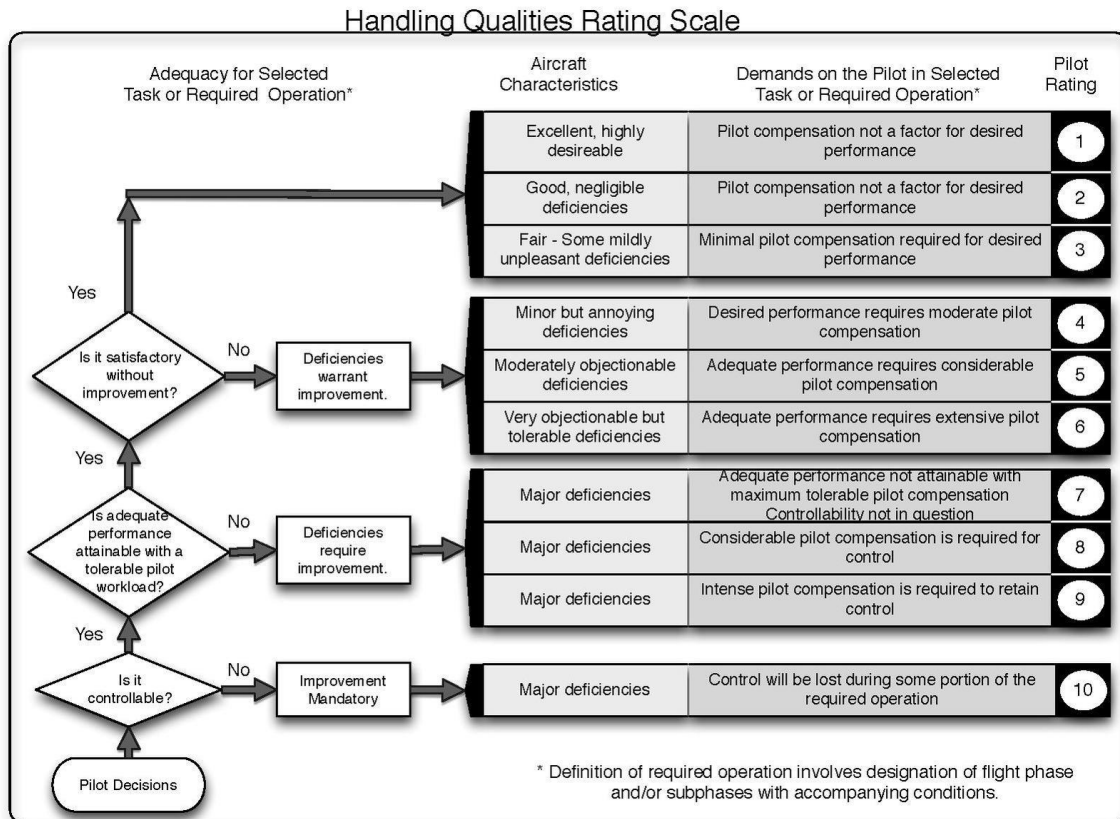 Handling Qualities Rating Scale
Adequacy for Selected
Task or Required Operation*
Aircraft
Characteristics
Demands on the Pilot in Selected
Task or Required Operation*
Pilot
Rating
Excellent, highly
desireable
Pilot compensation not a factor for desired
performance
1
Good, negligible
deficiencies
Pilot compensation not a factor for desired
performance
2
Fair - Some mildly
unpleasant deficiencies
Minimal pilot compensation required for desired
performance
3
Yes
Is it satisfactory
without
improvement?
No
Deficiencies
warrant
improvement.
Minor but annoying
deficiencies
Desired performance requires moderate pilot
compensation
4
Moderately objectionable
deficiencies
Adequate performance requires considerable
pilot compensation
5
Very objectionable but
tolerable deficiencies
Adequate performance requires extensive pilot
compensation
6
Yes
Is adequate
performance
attainable with a
tolerable pilot
workload?
No
Deficiencies
require
improvement.
Major deficiencies
Adequate performance not attainable with
maximum tolerable pilot compensation
Controllability not in question
7
Major deficiencies
Considerable pilot compensation is required for
control
8
Major deficiencies
Intense pilot compensation is required to retain
control
9
Yes
Is it
controllable?
No
Improvement
Mandatory
Major deficiencies
Control will be lost during some portion of the
required operation
10
Pilot Decisions
* Definition of required operation involves designation of flight phase
and/or subphases with accompanying conditions.